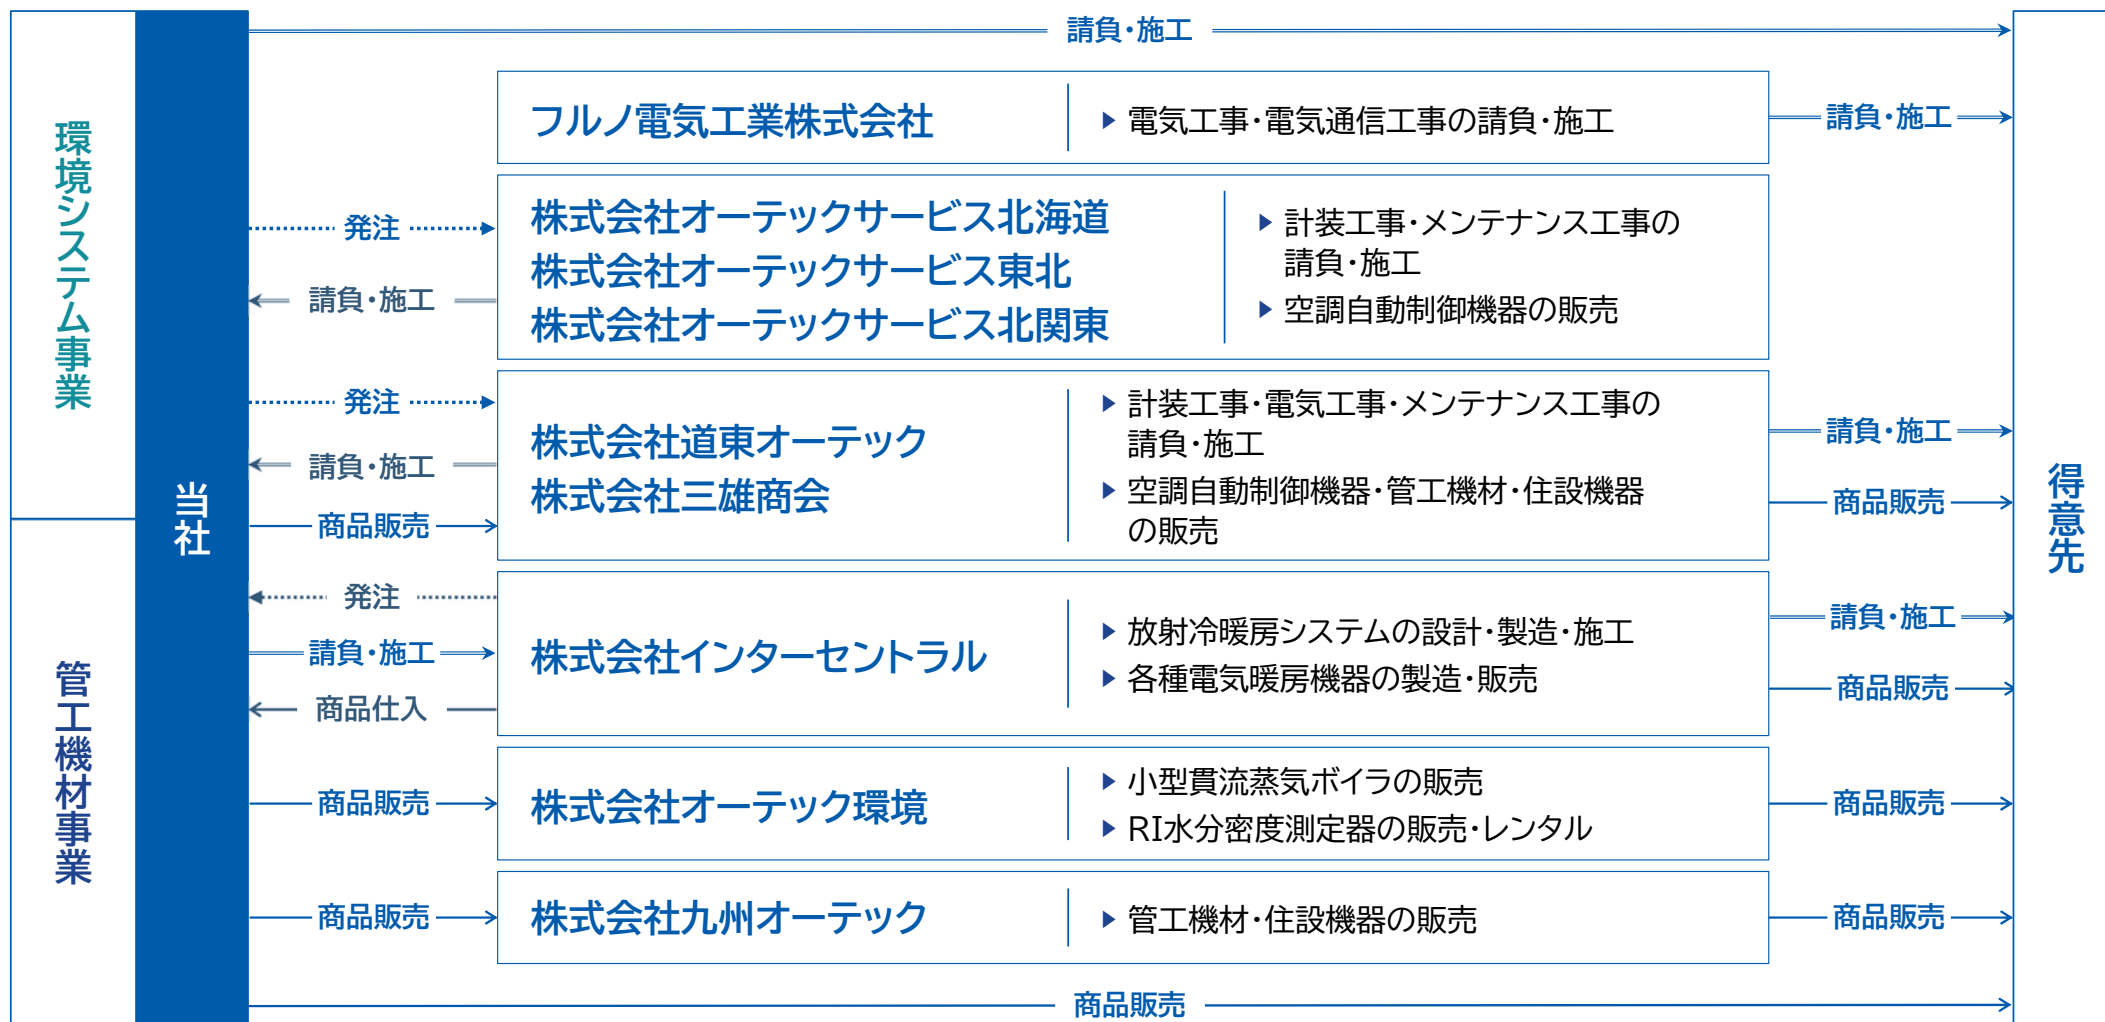 環境システム事業
管工機材事業
当社
請負・施工
フルノ電気工業株式会社
▶ 電気工事・電気通信工事の請負・施工
請負・施工
発注
請負・施工
株式会社オーテックサービス北海道
株式会社オーテックサービス東北
株式会社オーテックサービス北関東
▶ 計装工事・メンテナンス工事の
請負・施工
▶ 空調自動制御機器の販売
発注
請負・施工
商品販売
株式会社道東オーテック
株式会社三雄商会
▶ 計装工事・電気工事・メンテナンス工事の
請負・施工
▶ 空調自動制御機器・管工機材・住設機器
の販売
請負・施工
商品販売
発注
請負・施工
商品仕入
株式会社インターセントラル
▶ 放射冷暖房システムの設計・製造・施工
▶ 各種電気暖房機器の製造・販売
請負・施工
商品販売
商品販売
株式会社オーテック環境
▶ 小型貫流蒸気ボイラの販売
▶ RI水分密度測定器の販売・レンタル
商品販売
商品販売
株式会社九州オーテック
▶ 管工機材・住設機器の販売
商品販売
商品販売
得意先